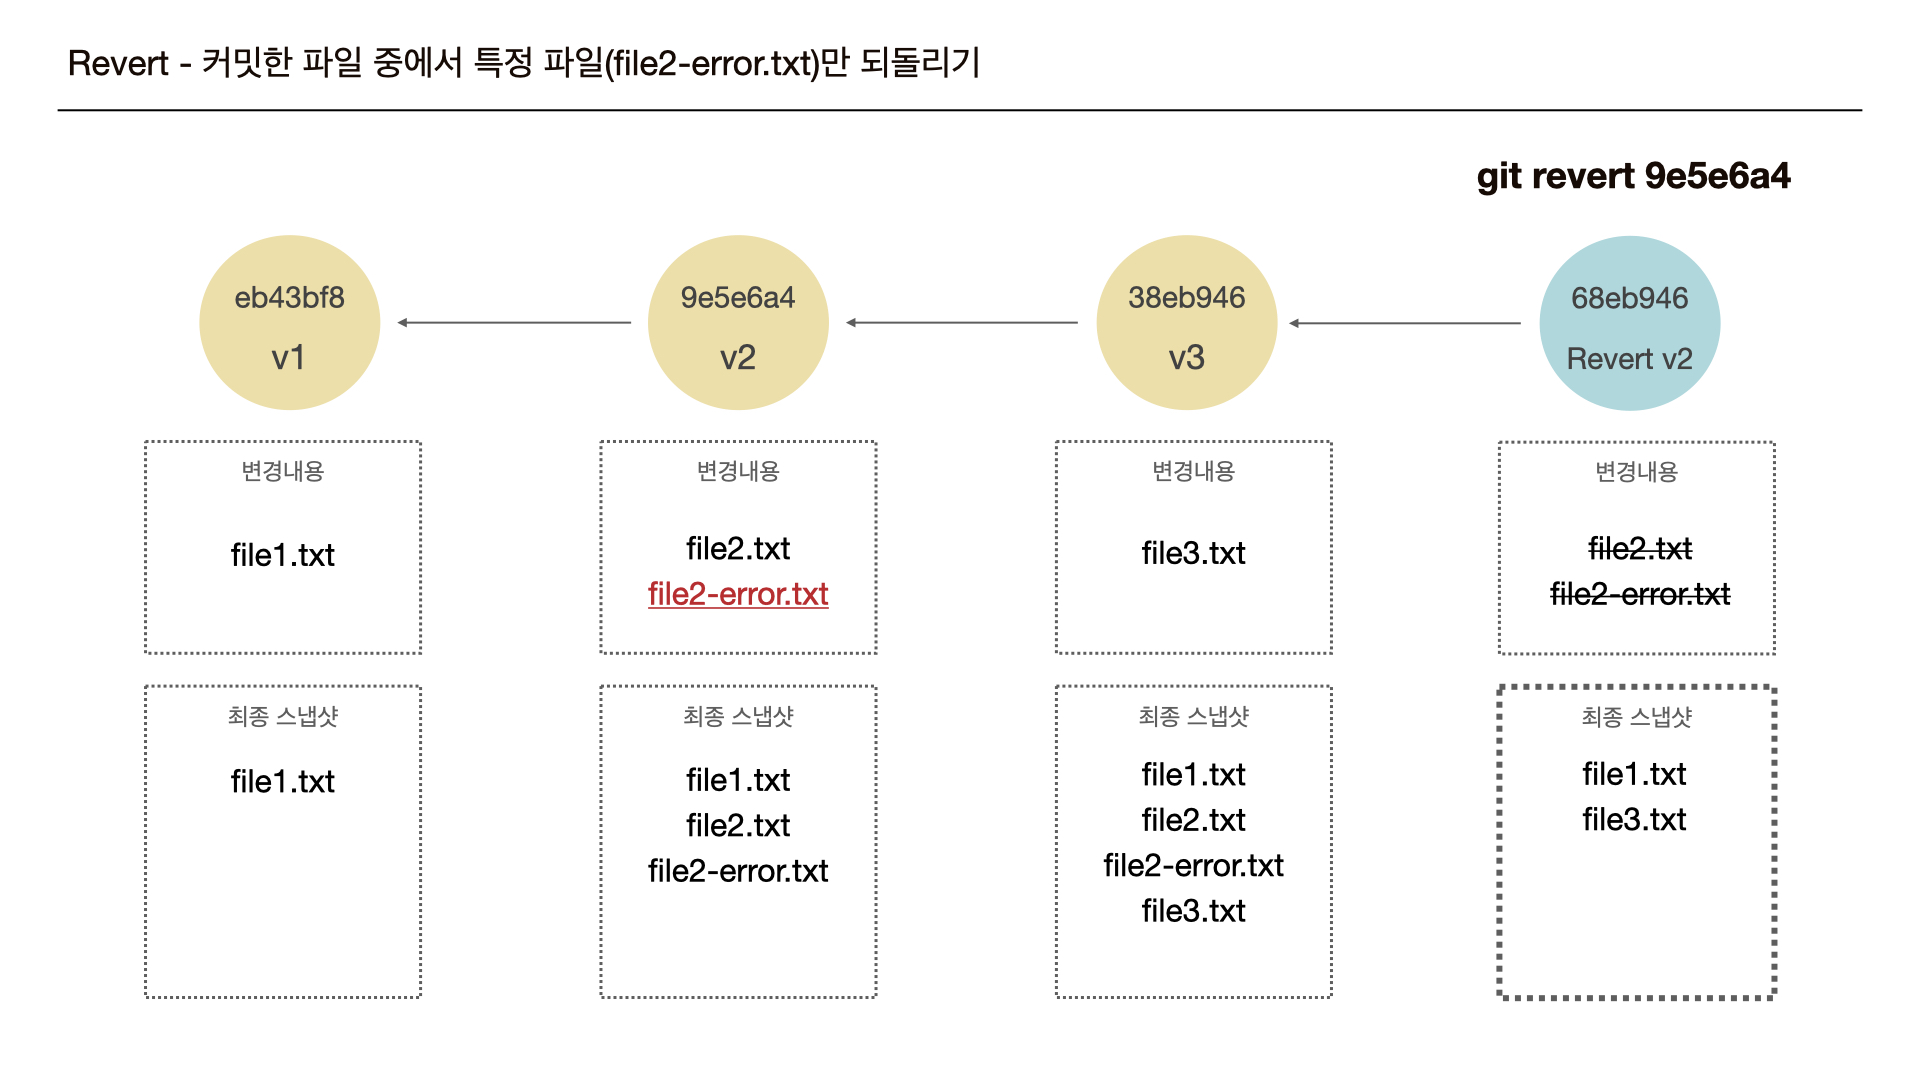 Revert - 커밋한 파일 중에서 특정 파일(file2-error.txt)만 되돌리기
git revert 9e5e6a4
eb43bf8
v1
9e5e6a4
v2
38eb946
v3
68eb946
Revert v2
변경내용
file1.txt
변경내용
file2.txt
file2-error.txt
변경내용
file3.txt
변경내용
file2.txt
file2-error.txt
최종 스냅샷
file1.txt
최종 스냅샷
file1.txt
file2.txt
file2-error.txt
최종 스냅샷
file1.txt
file2.txt
file2-error.txt
file3.txt
최종 스냅샷
file1.txt
file3.txt